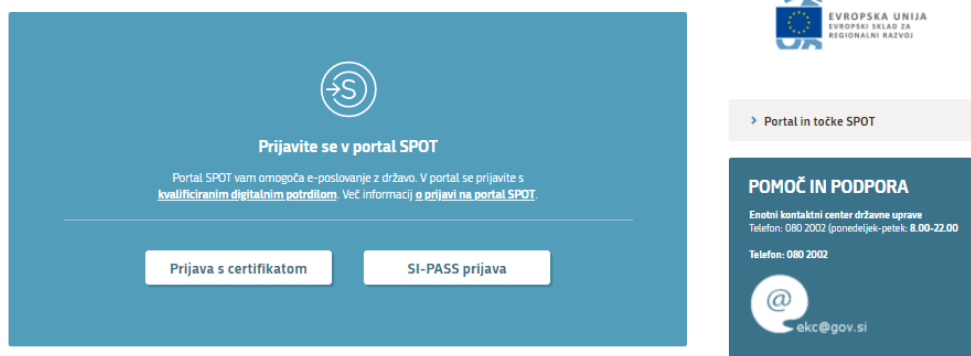 Prijavite se v portal SPOT
Portal SPOT vam omogoča e-poslovanje z državo. V portal se prijavite s
kvalificiranim digitalnim potrdilom. Več informacij o prijavi na portal SPOT.
Prijava s certifikatom
SI-PASS prijava
EVROPSKA UNIJA
EVROPSKI SKLAD ZA
REGIONALNI RAZVOJ
Portal in točke SPOT
POMOČ IN PODPORA
Enotni kontaktni center državne uprave
Telefon: 080 2002 (ponedeljek-petek: 8.00-22.00
Telefon: 080 2002
@
ekc@gov.si